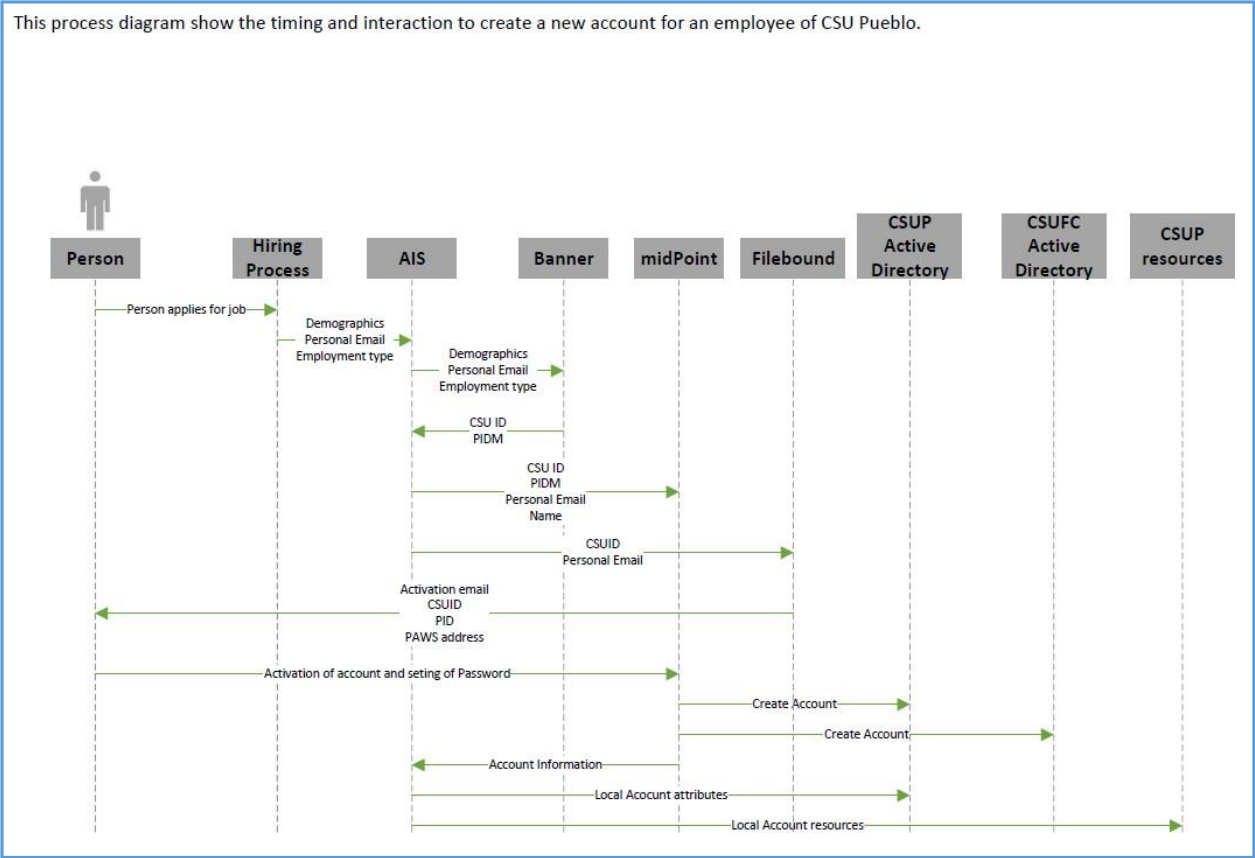 This process diagram show the timing and interaction to create a new account for an employee of CSU Pueblo.
Person
Hiring
Process
AIS
Banner
midPoint
Filebound
CSUP
Active
Directory
CSUFC
Active
Directory
CSUP
resources
Person applies for job
Demographics
Personal Email
Employment type
Demographics
Personal Email
Employment type
CSU ID
PIDM
CSU ID
PIDM
Personal Email
Name
CSUID
Personal Email
Activation email
CSUID
PID
PAWS address
Activation of account and seting of Password
Create Account
Create Account
Account Information
Local Acocunt attributes
Local Account resources